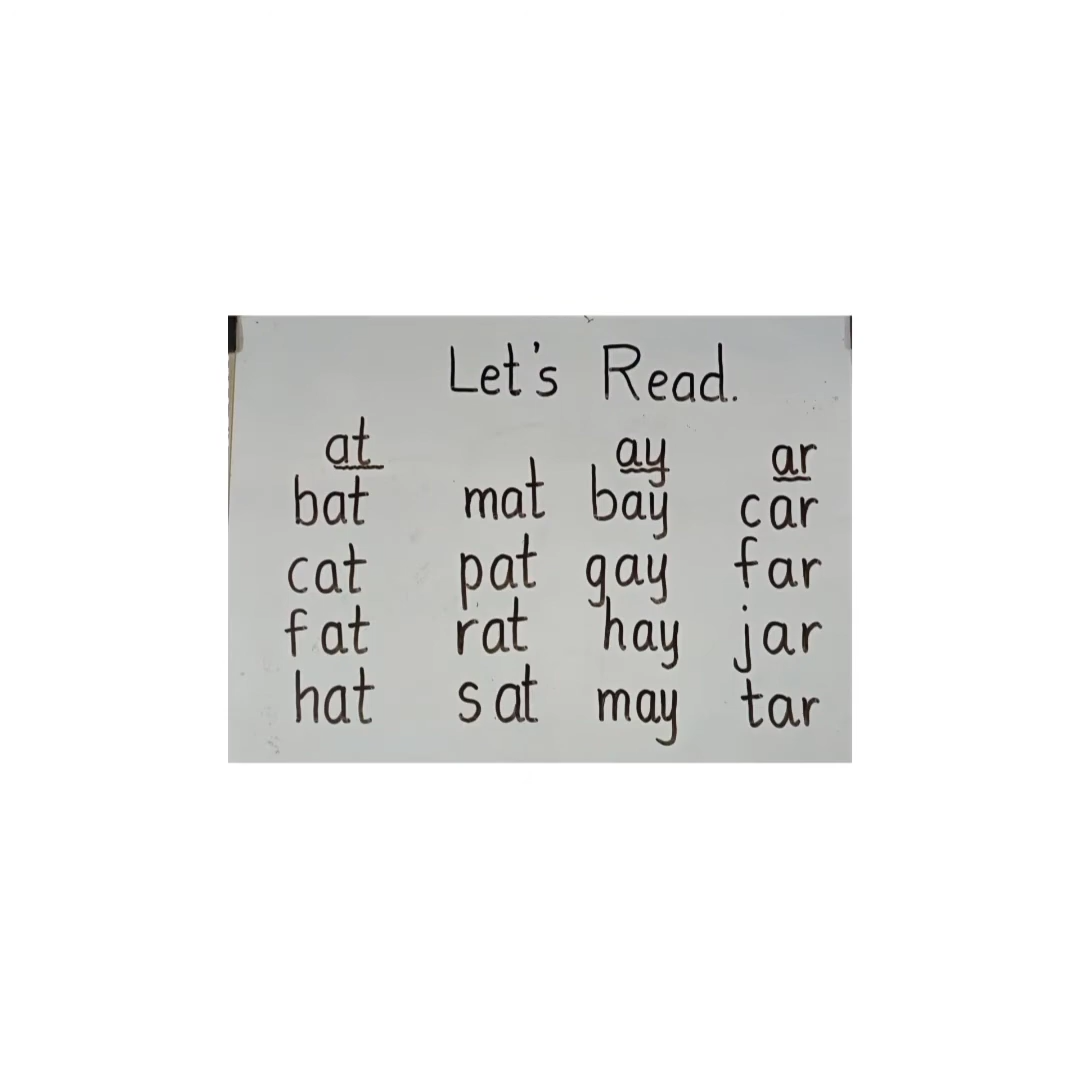 Let's Read.
at ay ar
bat mat bay car
cat pat gay far
fat rat hay jar
hat sat may tar